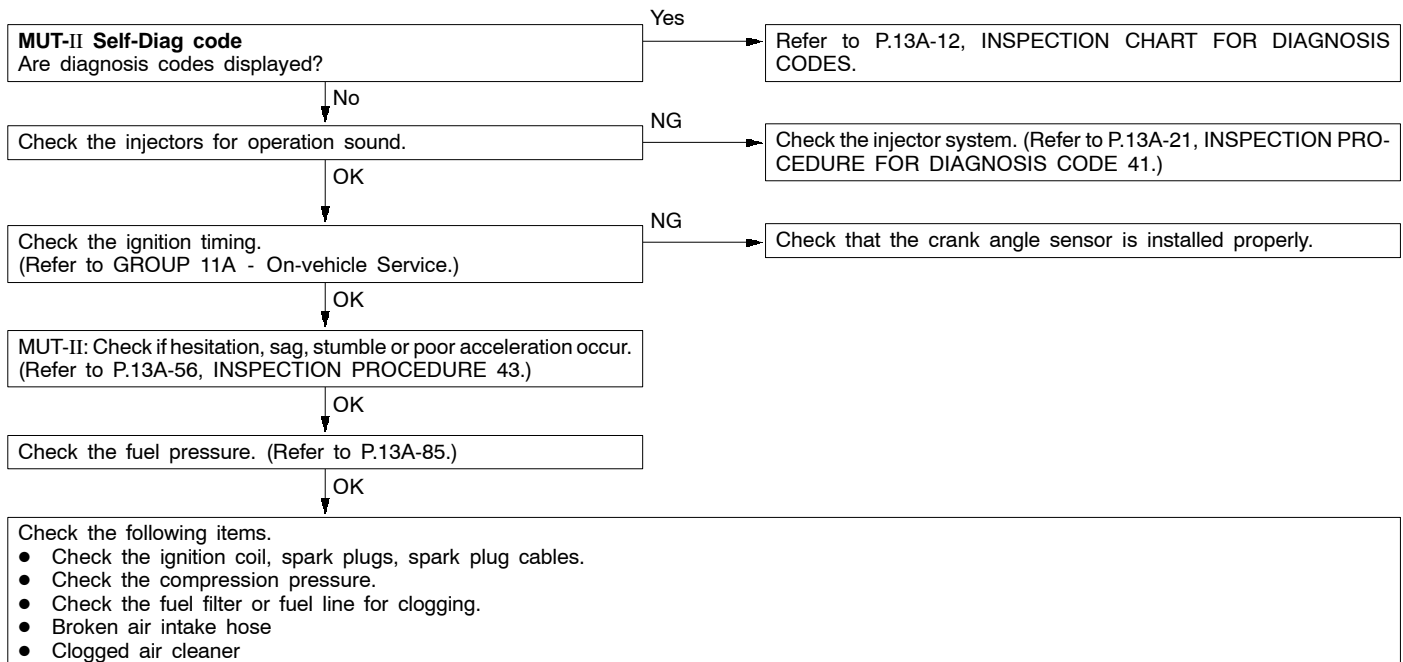 MUT-II Self-Diag code
Are diagnosis codes displayed?
Yes
Refer to P.13A-12, INSPECTION CHART FOR DIAGNOSIS
CODES.
No
Check the injectors for operation sound.
NG
Check the injector system. (Refer to P.13A-21, INSPECTION PRO-
CEDURE FOR DIAGNOSIS CODE 41.)
OK
Check the ignition timing.
(Refer to GROUP 11A - On-vehicle Service.)
NG
Check that the crank angle sensor is installed properly.
OK
MUT-II: Check if hesitation, sag, stumble or poor acceleration occur.
(Refer to P.13A-56, INSPECTION PROCEDURE 43.)
OK
Check the fuel pressure. (Refer to P.13A-85.)
OK
Check the following items.
● Check the ignition coil, spark plugs, spark plug cables.
● Check the compression pressure.
● Check the fuel filter or fuel line for clogging.
● Broken air intake hose
● Clogged air cleaner